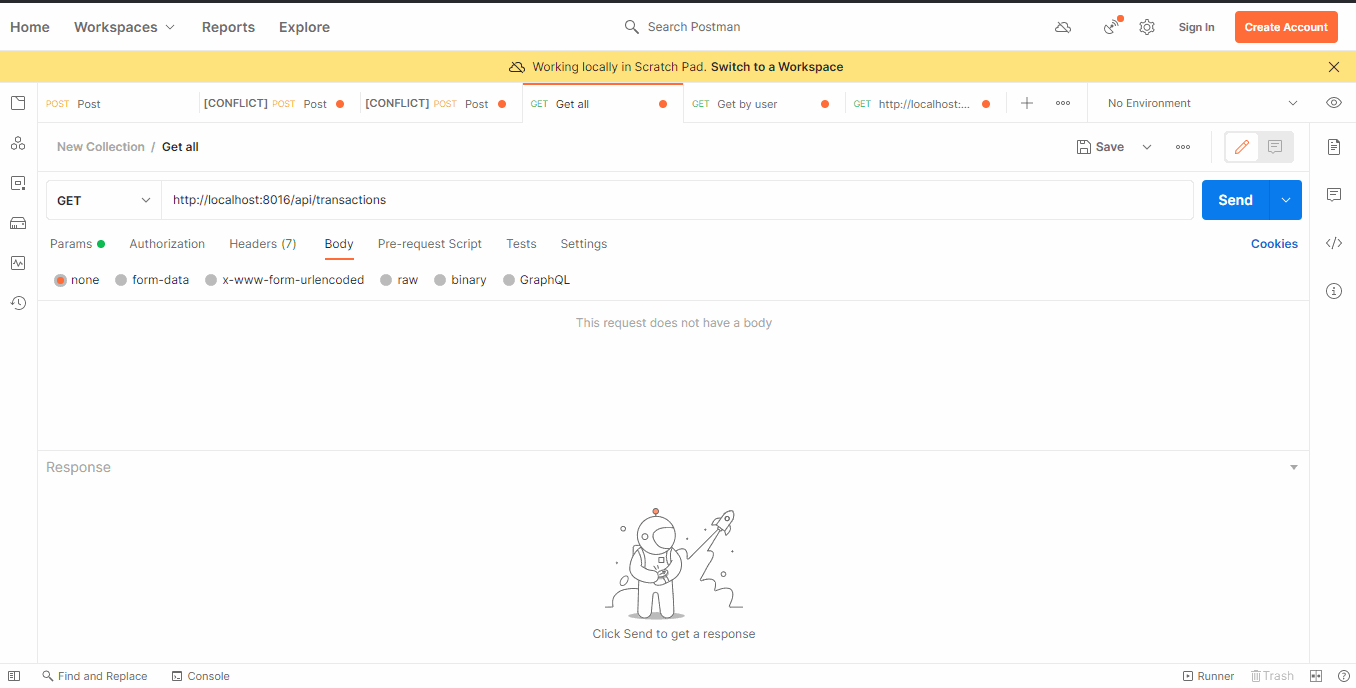 Home Workspaces Reports Explore Search Postman Sign In Create Account
Working locally in Scratch Pad. Switch to a Workspace
POST Post [CONFLICT] POST Post [CONFLICT] POST Post GET Get all GET Get by user GET http://localhost:... No Environment
New Collection / Get all Save
GET http://localhost:8016/api/transactions Send
Params Authorization Headers (7) Body Pre-request Script Tests Settings Cookies
none form-data x-www-form-urlencoded raw binary GraphQL
This request does not have a body
Response
Click Send to get a response
Find and Replace Console Runner Trash